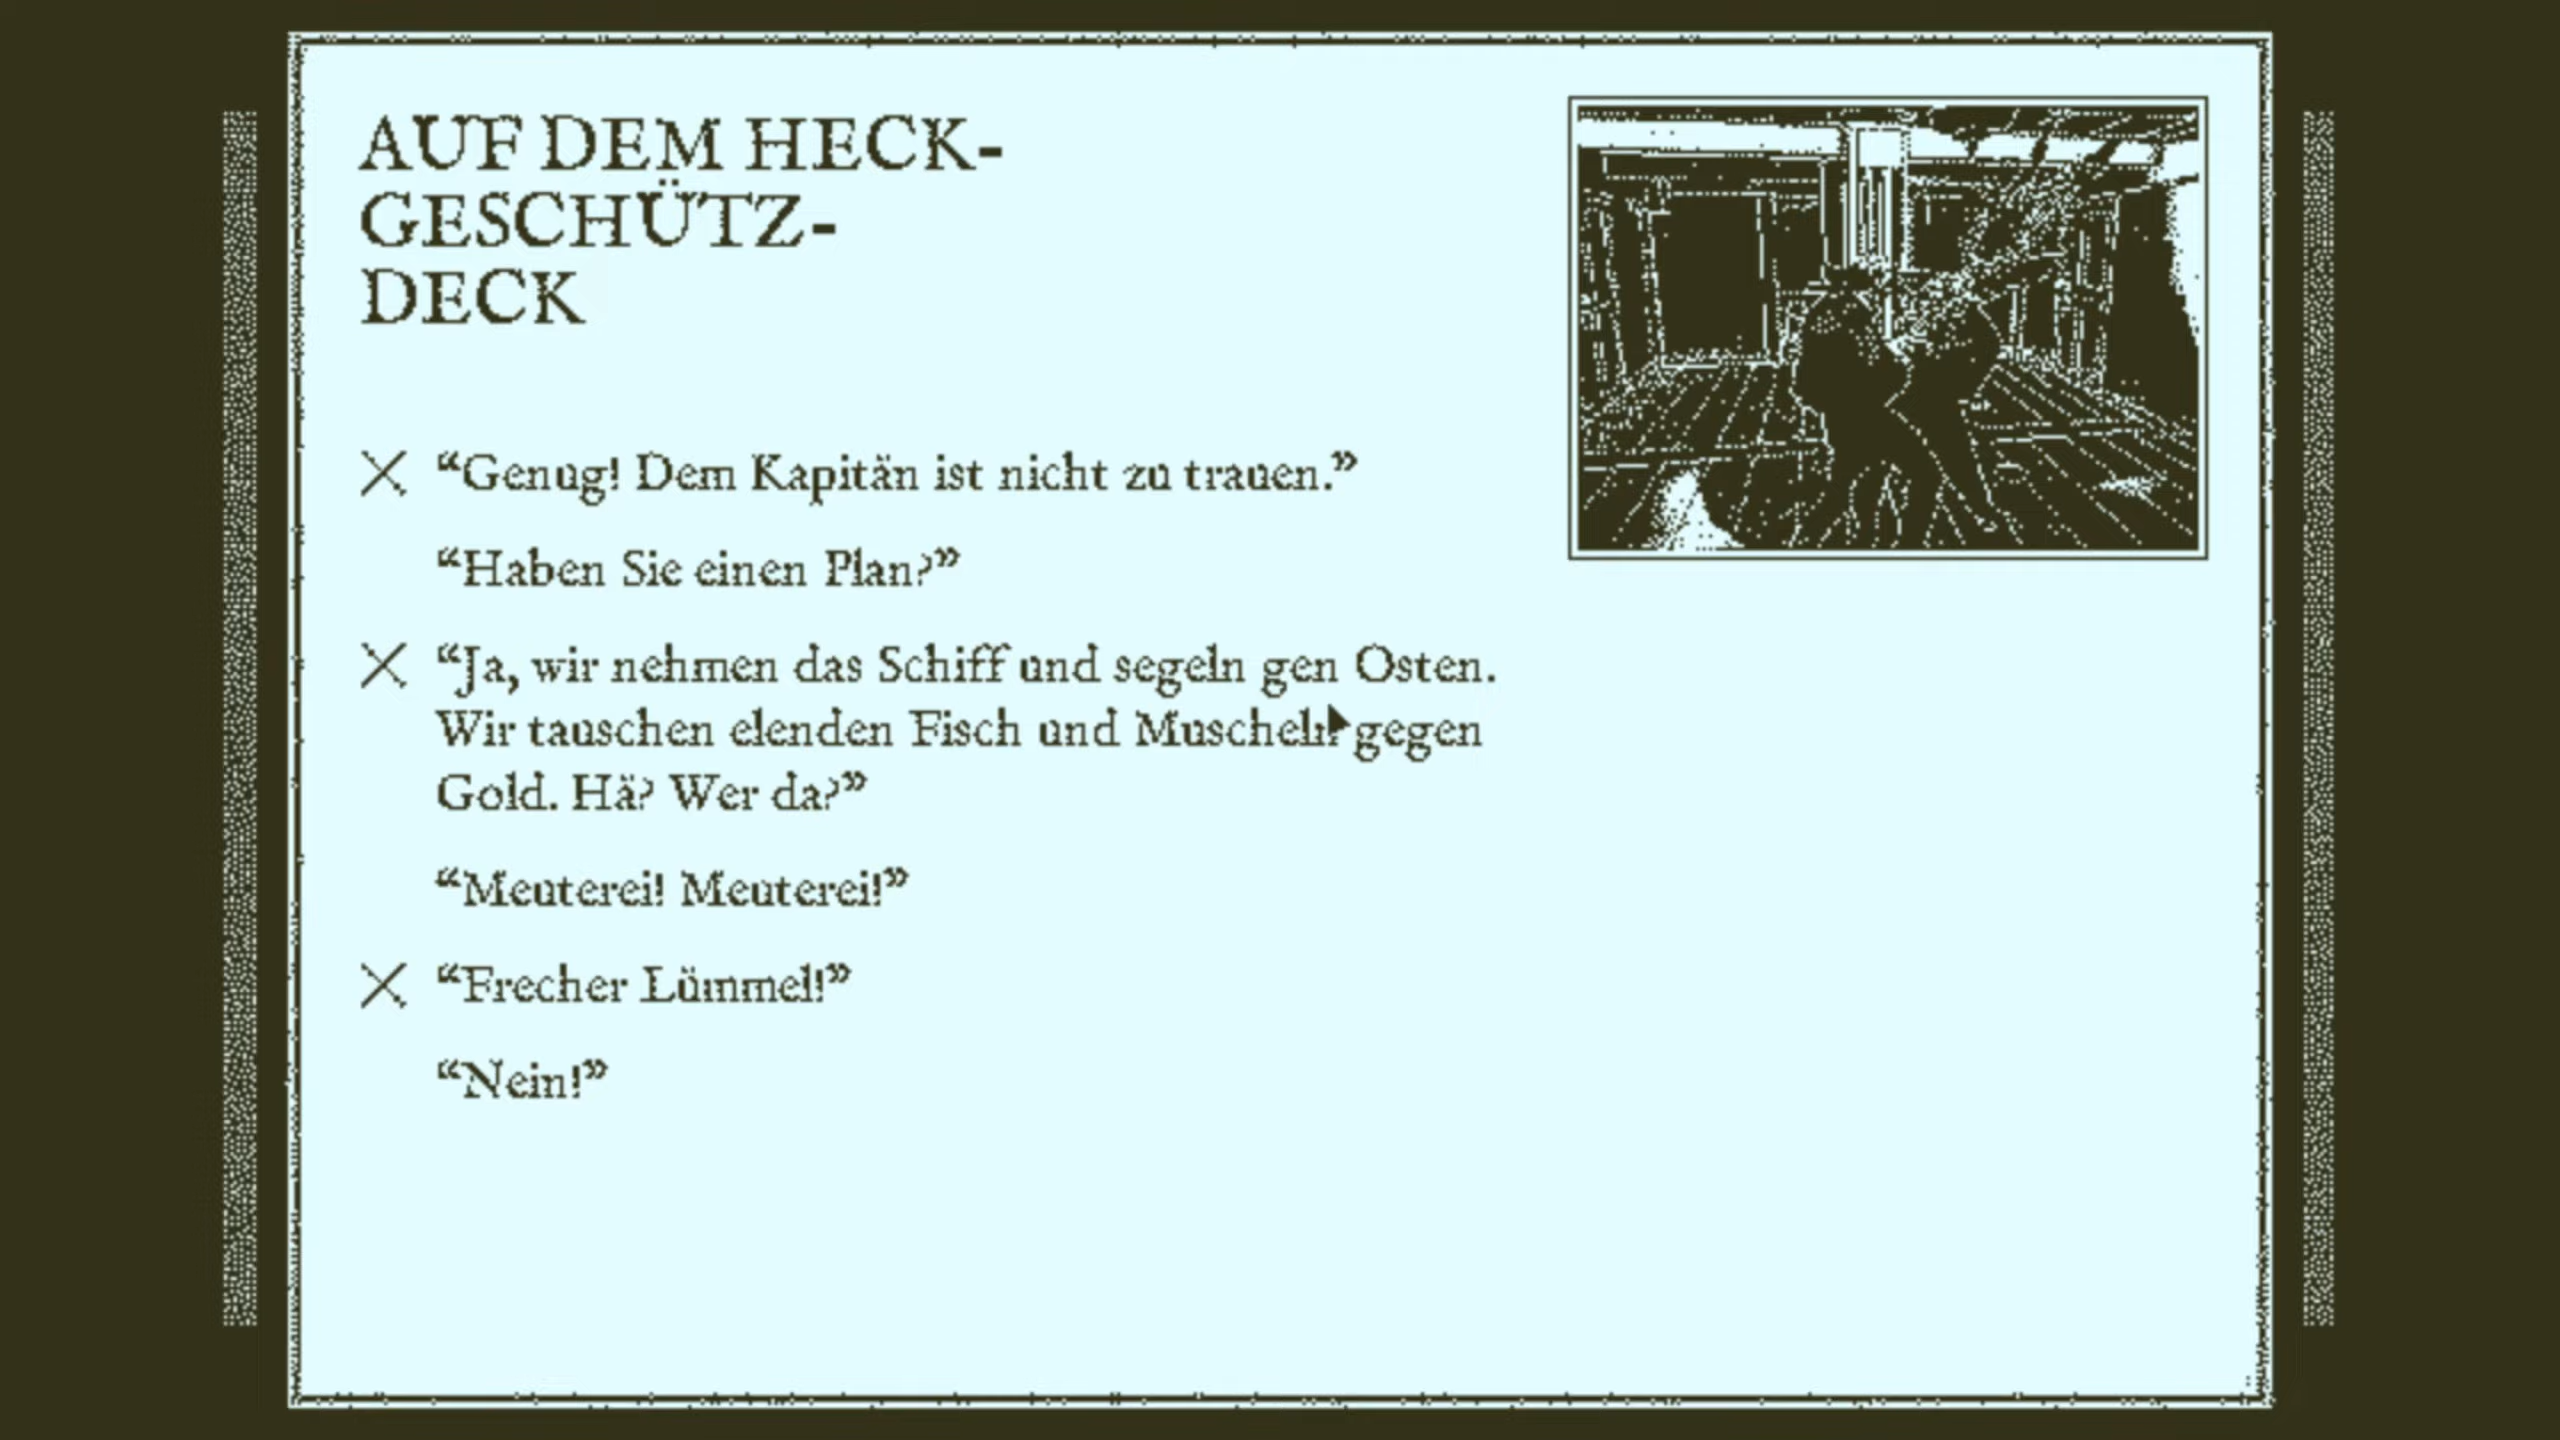 AUF DEM HECK-
GESCHÜTZ-
DECK
“Genug! Dem Kapitän ist nicht zu trauen.”
“Haben Sie einen Plan?”
“Ja, wir nehmen das Schiff und segeln gen Osten.
Wir tauschen elenden Fisch und Muscheln gegen
Gold. Hä? Wer da?”
“Meuterei! Meuterei!”
“Frecher Lümmel!”
“Nein!”